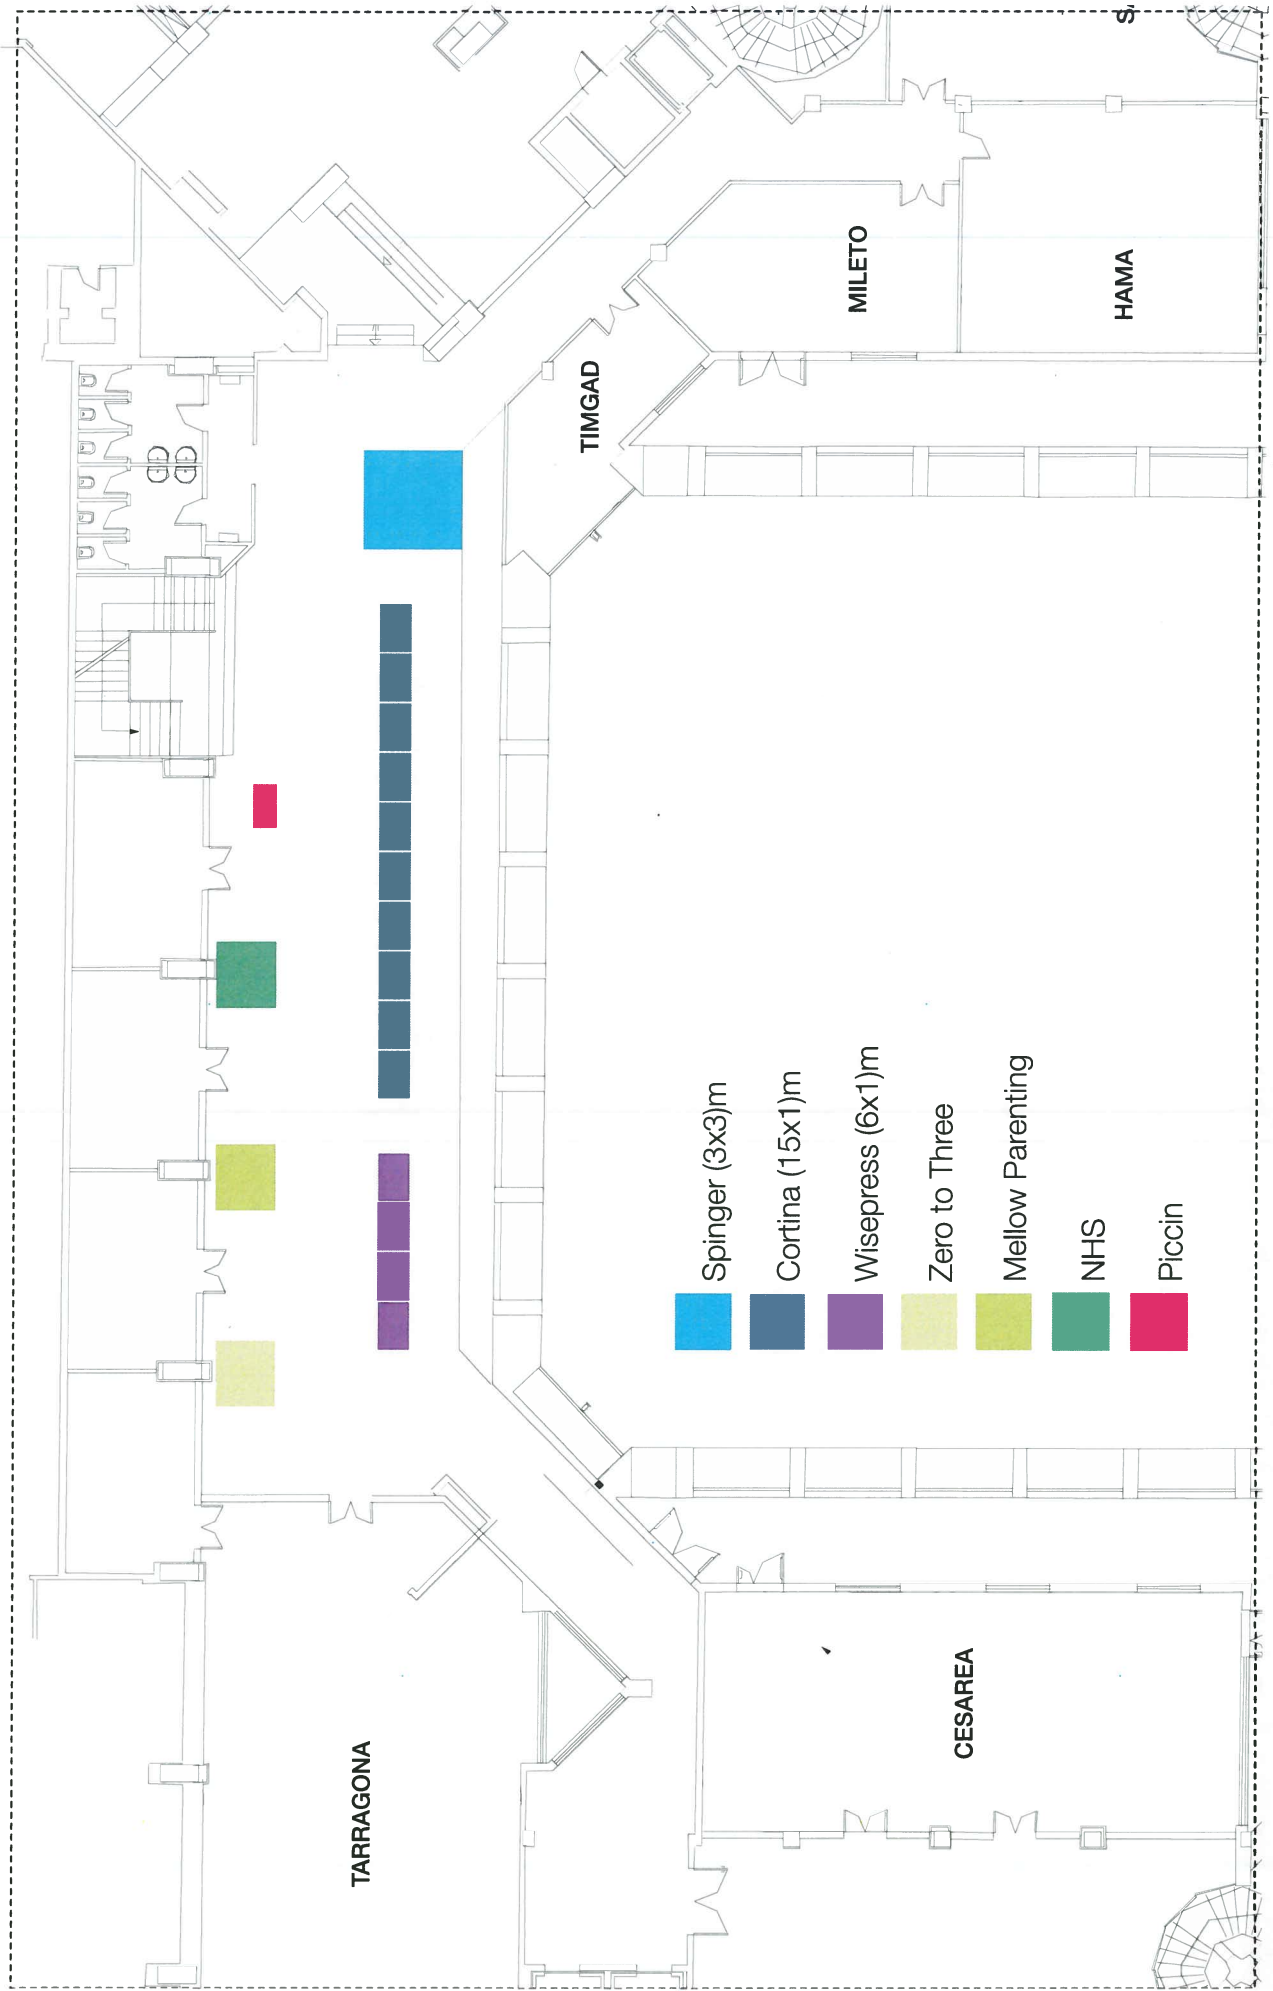 TARRAGONA
CESAREA
TIMGAD
MILETO
HAMA
Spinger (3x3)m
Cortina (15x1)m
Wisepress (6x1)m
Zero to Three
Mellow Parenting
NHS
Piccin